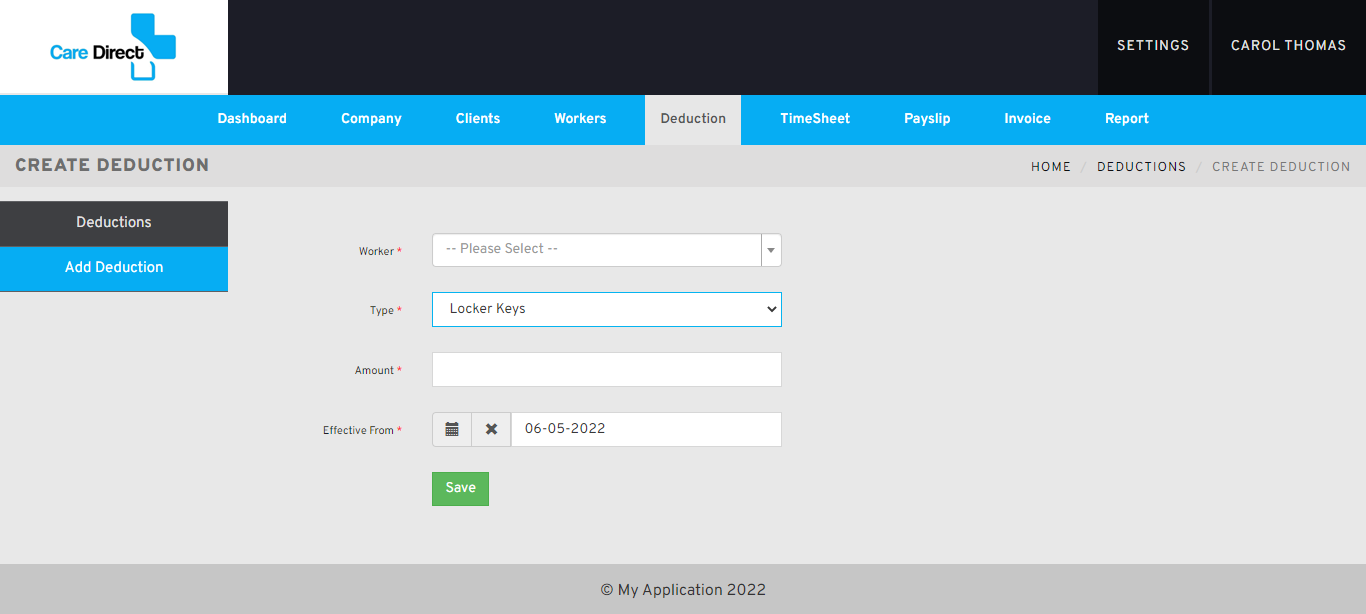 Care Direct
SETTINGS
CAROL THOMAS
Dashboard Company Clients Workers Deduction TimeSheet Payslip Invoice Report
CREATE DEDUCTION
HOME / DEDUCTIONS / CREATE DEDUCTION
Deductions
Add Deduction
Worker *
-- Please Select --
Type *
Locker Keys
Amount *
Effective From *
06-05-2022
Save
© My Application 2022